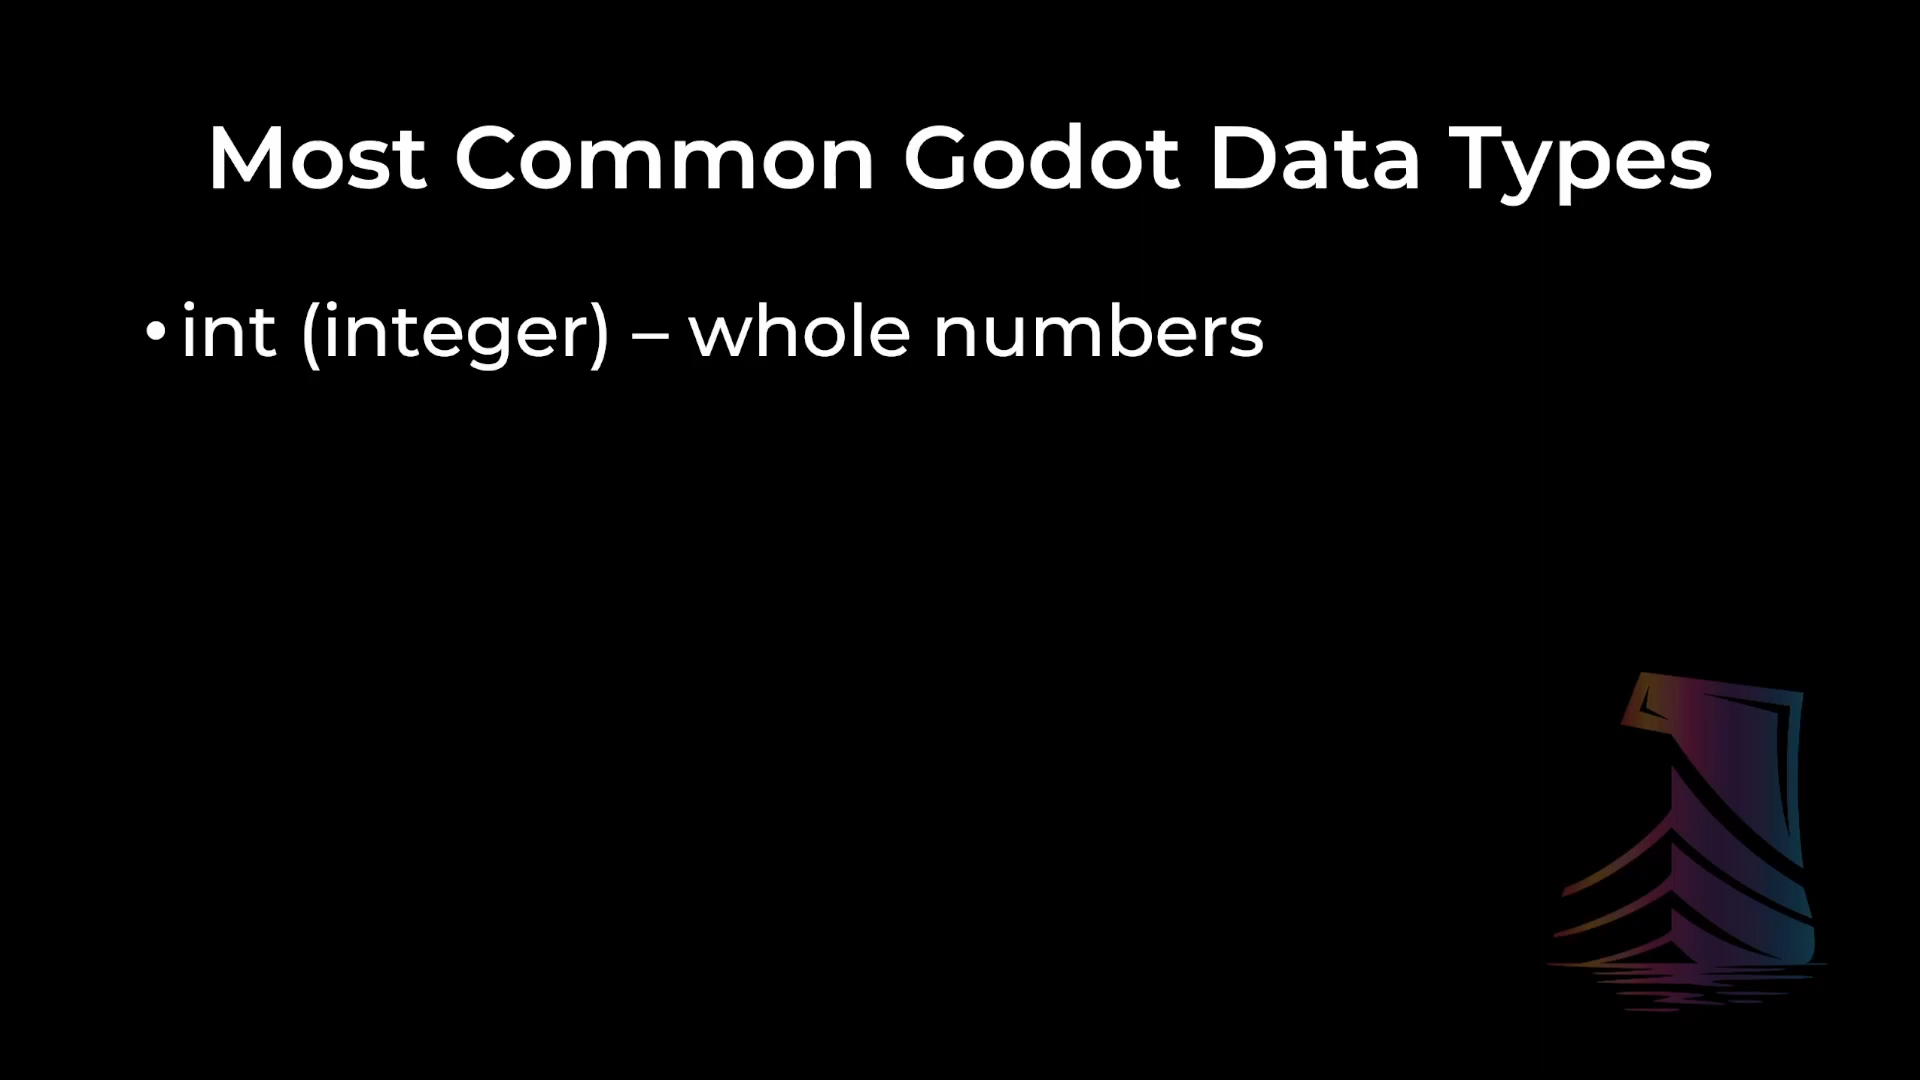 Most Common Godot Data Types
• int (integer) – whole numbers